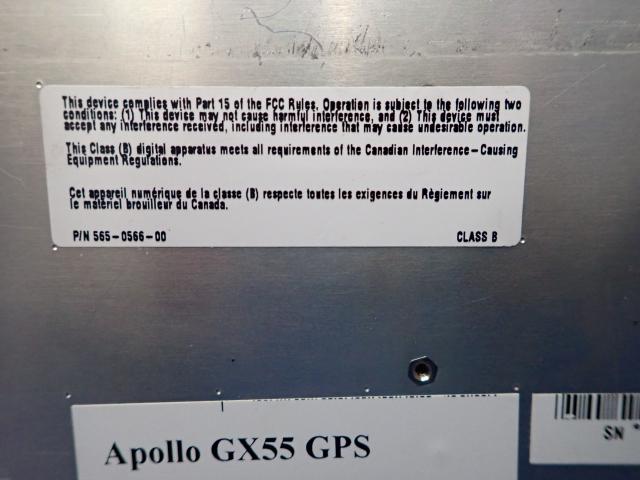 This device complies with Part 15 of the FCC Rules. Operation is subject to the following two
conditions: (1) This device may not cause harmful interference, and (2) This device must
accept any interference received, including interference that may cause undesirable operation.
This Class (B) digital apparatus meets all requirements of the Canadian Interference-Causing
Equipment Regulations.
Cet appareil numérique de la classe (B) respecte toutes les exigences du Règlement sur
le matériel brouilleur du Canada.
P/N 565-0566-00 CLASS B
Apollo GX55 GPS
SN *